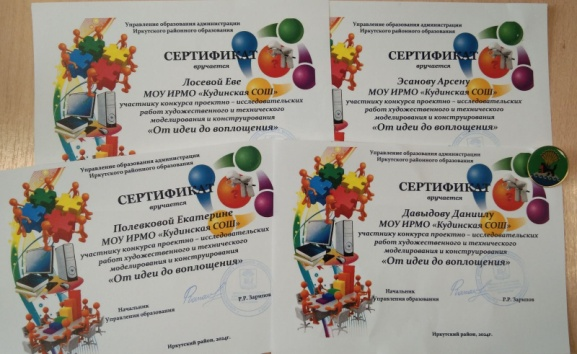 Управление образования администрации
Иркутского районного образования
СЕРТИФИКАТ
вручается
Лосевой Еве
МОУ ИРМО «Кудинская СОШ»
участнику конкурса проектно – исследовательских
работ художественного и технического
моделирования и конструирования
«От идеи до воплощения»
Управление образования администрации
Иркутского районного образования
СЕРТИФИКАТ
вручается
Эсанову Арсену
МОУ ИРМО «Кудинская СОШ»
участнику конкурса проектно – исследовательских
работ художественного и технического
моделирования и конструирования
«От идеи до воплощения»
Управление образования администрации
Иркутского районного образования
СЕРТИФИКАТ
вручается
Полевковой Екатерине
МОУ ИРМО «Кудинская СОШ»
участнику конкурса проектно – исследовательских
работ художественного и технического
моделирования и конструирования
«От идеи до воплощения»
Начальник
Управления образования
Р.Р. Зарипов
Иркутский район, 2024г.
Управление образования администрации
Иркутского районного образования
СЕРТИФИКАТ
вручается
Давыдову Даниилу
МОУ ИРМО «Кудинская СОШ»
участнику конкурса проектно – исследовательских
работ художественного и технического
моделирования и конструирования
«От идеи до воплощения»
Начальник
Управления образования
Р.Р. Зарипов
Иркутский район, 2024г.